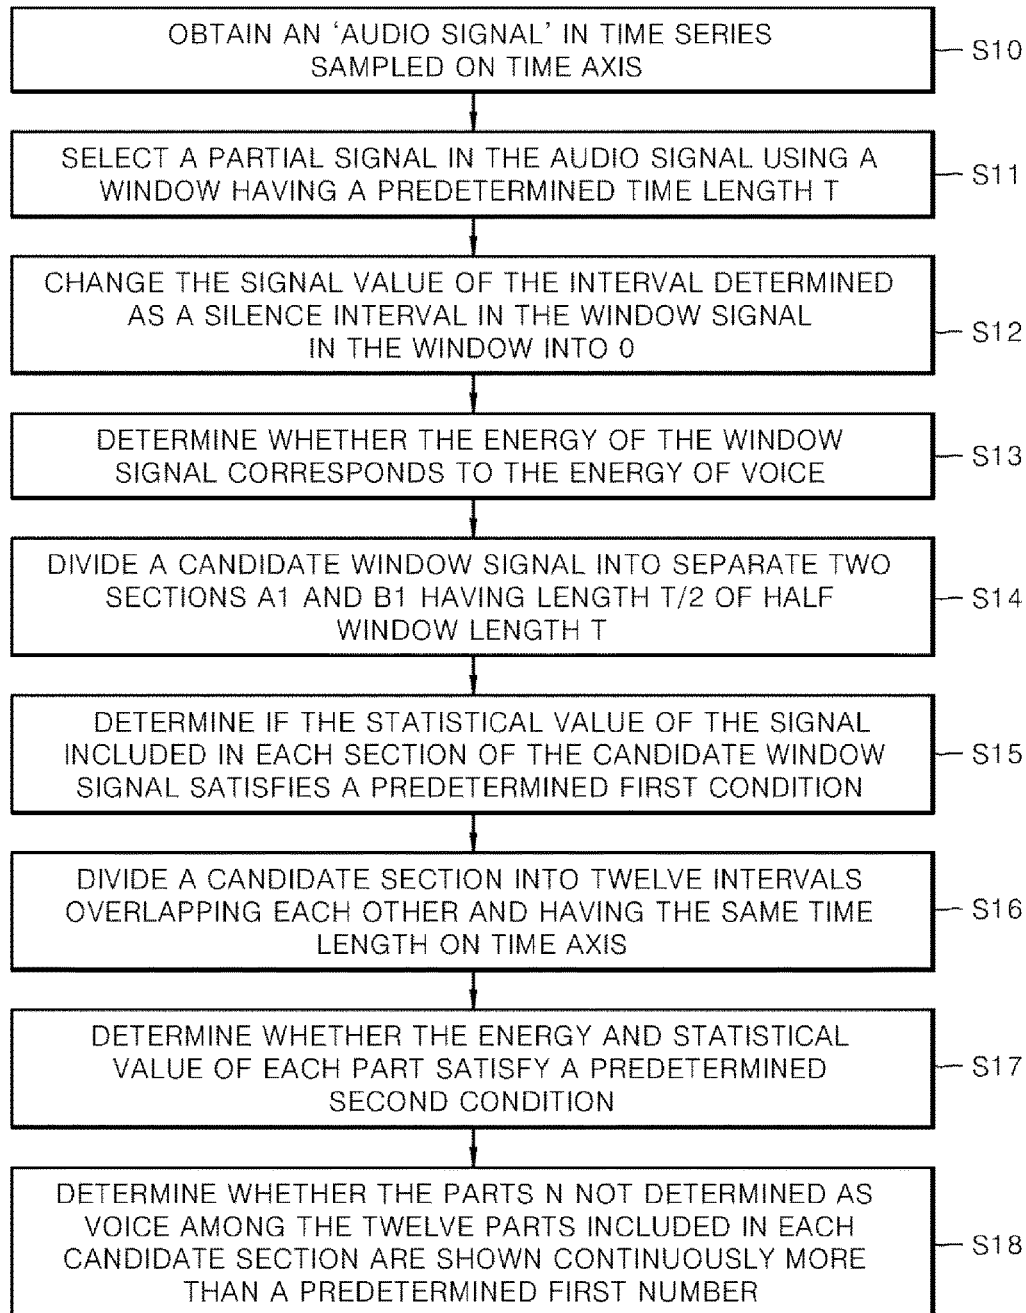 OBTAIN AN ‘AUDIO SIGNAL’ IN TIME SERIES
SAMPLED ON TIME AXIS
S10
SELECT A PARTIAL SIGNAL IN THE AUDIO SIGNAL USING A
WINDOW HAVING A PREDETERMINED TIME LENGTH T
S11
CHANGE THE SIGNAL VALUE OF THE INTERVAL DETERMINED
AS A SILENCE INTERVAL IN THE WINDOW SIGNAL
IN THE WINDOW INTO 0
S12
DETERMINE WHETHER THE ENERGY OF THE WINDOW
SIGNAL CORRESPONDS TO THE ENERGY OF VOICE
S13
DIVIDE A CANDIDATE WINDOW SIGNAL INTO SEPARATE TWO
SECTIONS A1 AND B1 HAVING LENGTH T/2 OF HALF
WINDOW LENGTH T
S14
DETERMINE IF THE STATISTICAL VALUE OF THE SIGNAL
INCLUDED IN EACH SECTION OF THE CANDIDATE WINDOW
SIGNAL SATISFIES A PREDETERMINED FIRST CONDITION
S15
DIVIDE A CANDIDATE SECTION INTO TWELVE INTERVALS
OVERLAPPING EACH OTHER AND HAVING THE SAME TIME
LENGTH ON TIME AXIS
S16
DETERMINE WHETHER THE ENERGY AND STATISTICAL
VALUE OF EACH PART SATISFY A PREDETERMINED
SECOND CONDITION
S17
DETERMINE WHETHER THE PARTS N NOT DETERMINED AS
VOICE AMONG THE TWELVE PARTS INCLUDED IN EACH
CANDIDATE SECTION ARE SHOWN CONTINUOUSLY MORE
THAN A PREDETERMINED FIRST NUMBER
S18